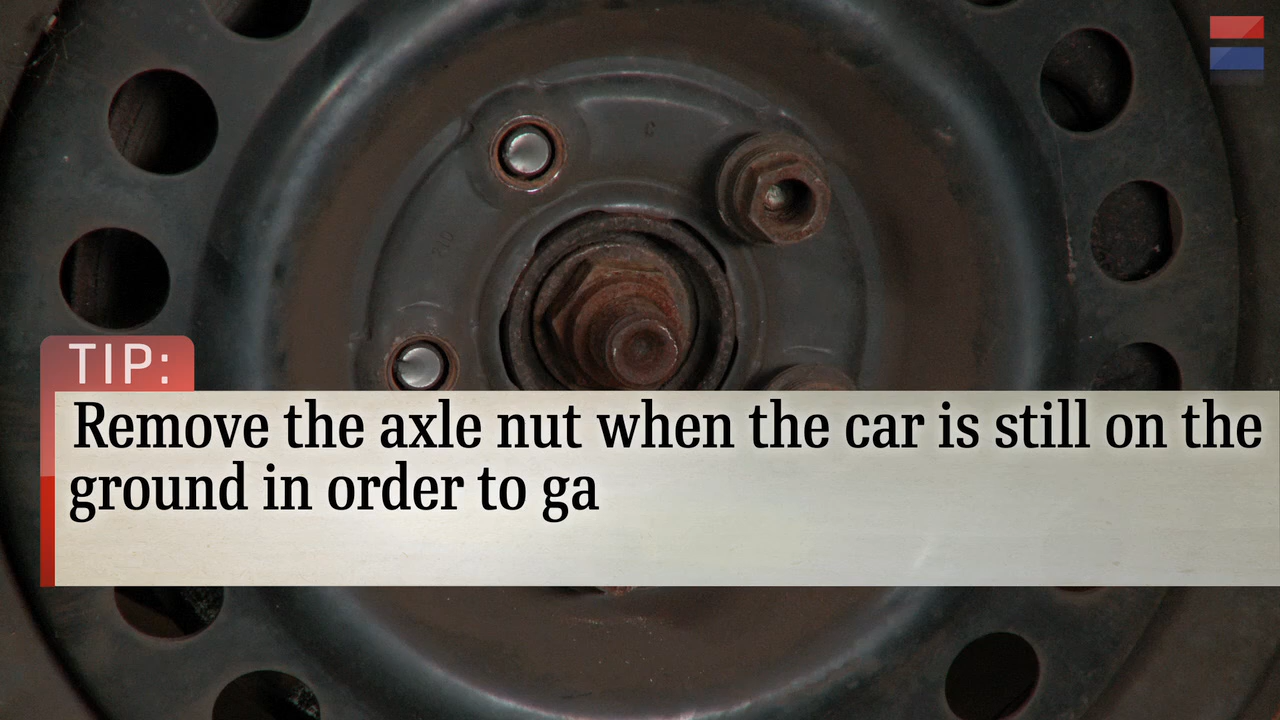 TIP:
Remove the axle nut when the car is still on the
ground in order to ga